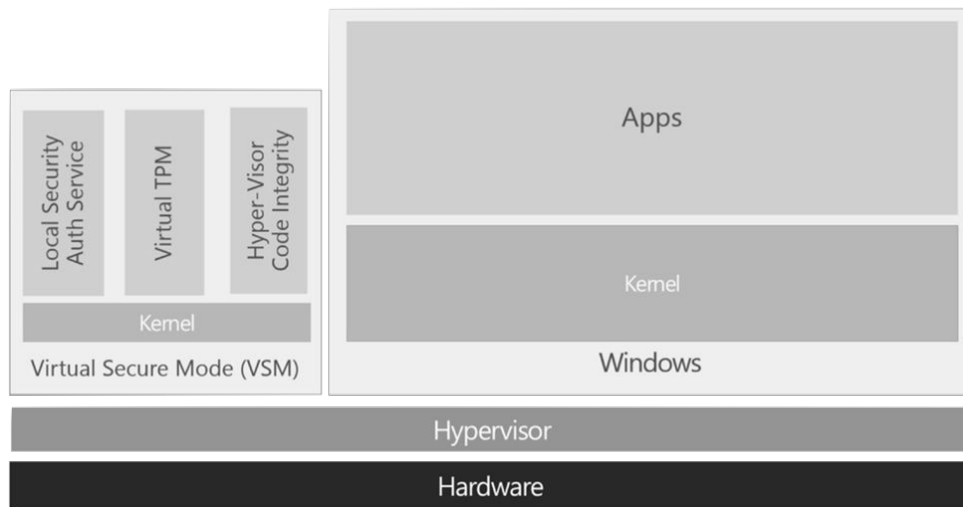 Local Security
Auth Service
Virtual TPM
Hyper-Visor
Code Integrity
Kernel
Virtual Secure Mode (VSM)
Apps
Kernel
Windows
Hypervisor
Hardware